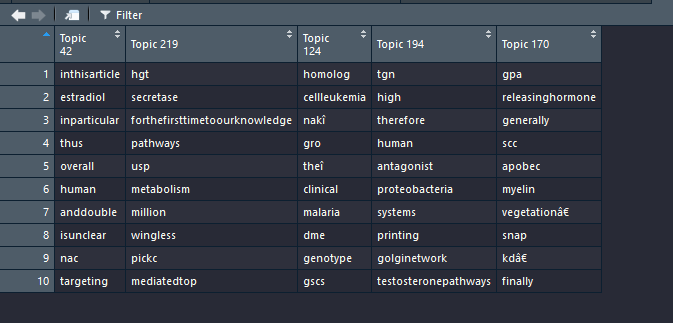 Filter
Topic 42 Topic 219 Topic 124 Topic 194 Topic 170
1 inthisarticle hgt homolog tgn gpa
2 estradiol secretase cellleukemia high releasinghormone
3 inparticular forthefirsttimetoourknowledge nakî therefore generally
4 thus pathways gro human scc
5 overall usp theî antagonist apobec
6 human metabolism clinical proteobacteria myelin
7 anddouble million malaria systems vegetationâ€
8 isunclear wingless dme printing snap
9 nac pickc genotype golginetwork kdâ€
10 targeting mediatedtop gscs testosteronepathways finally